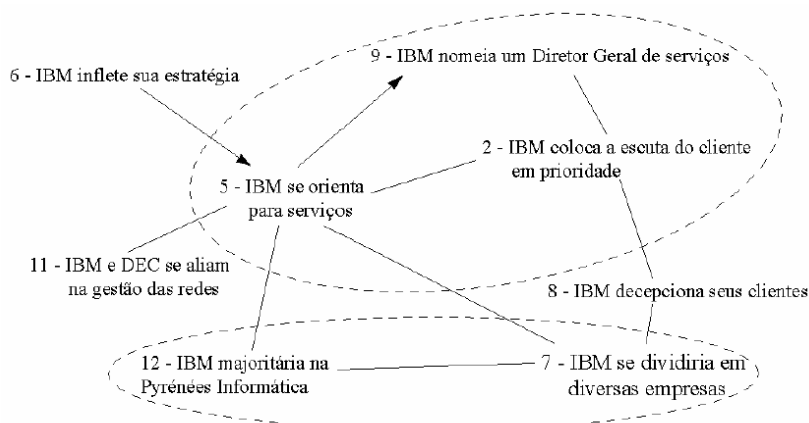 9 - IBM nomeia um Diretor Geral de serviços
6 - IBM inflete sua estratégia
2 - IBM coloca a escuta do cliente
em prioridade
5 - IBM se orienta
para serviços
11 - IBM e DEC se aliam
na gestão das redes
8 - IBM decepciona seus clientes
12 - IBM majoritária na
Pyrénées Informática
7 - IBM se dividiria em
diversas empresas